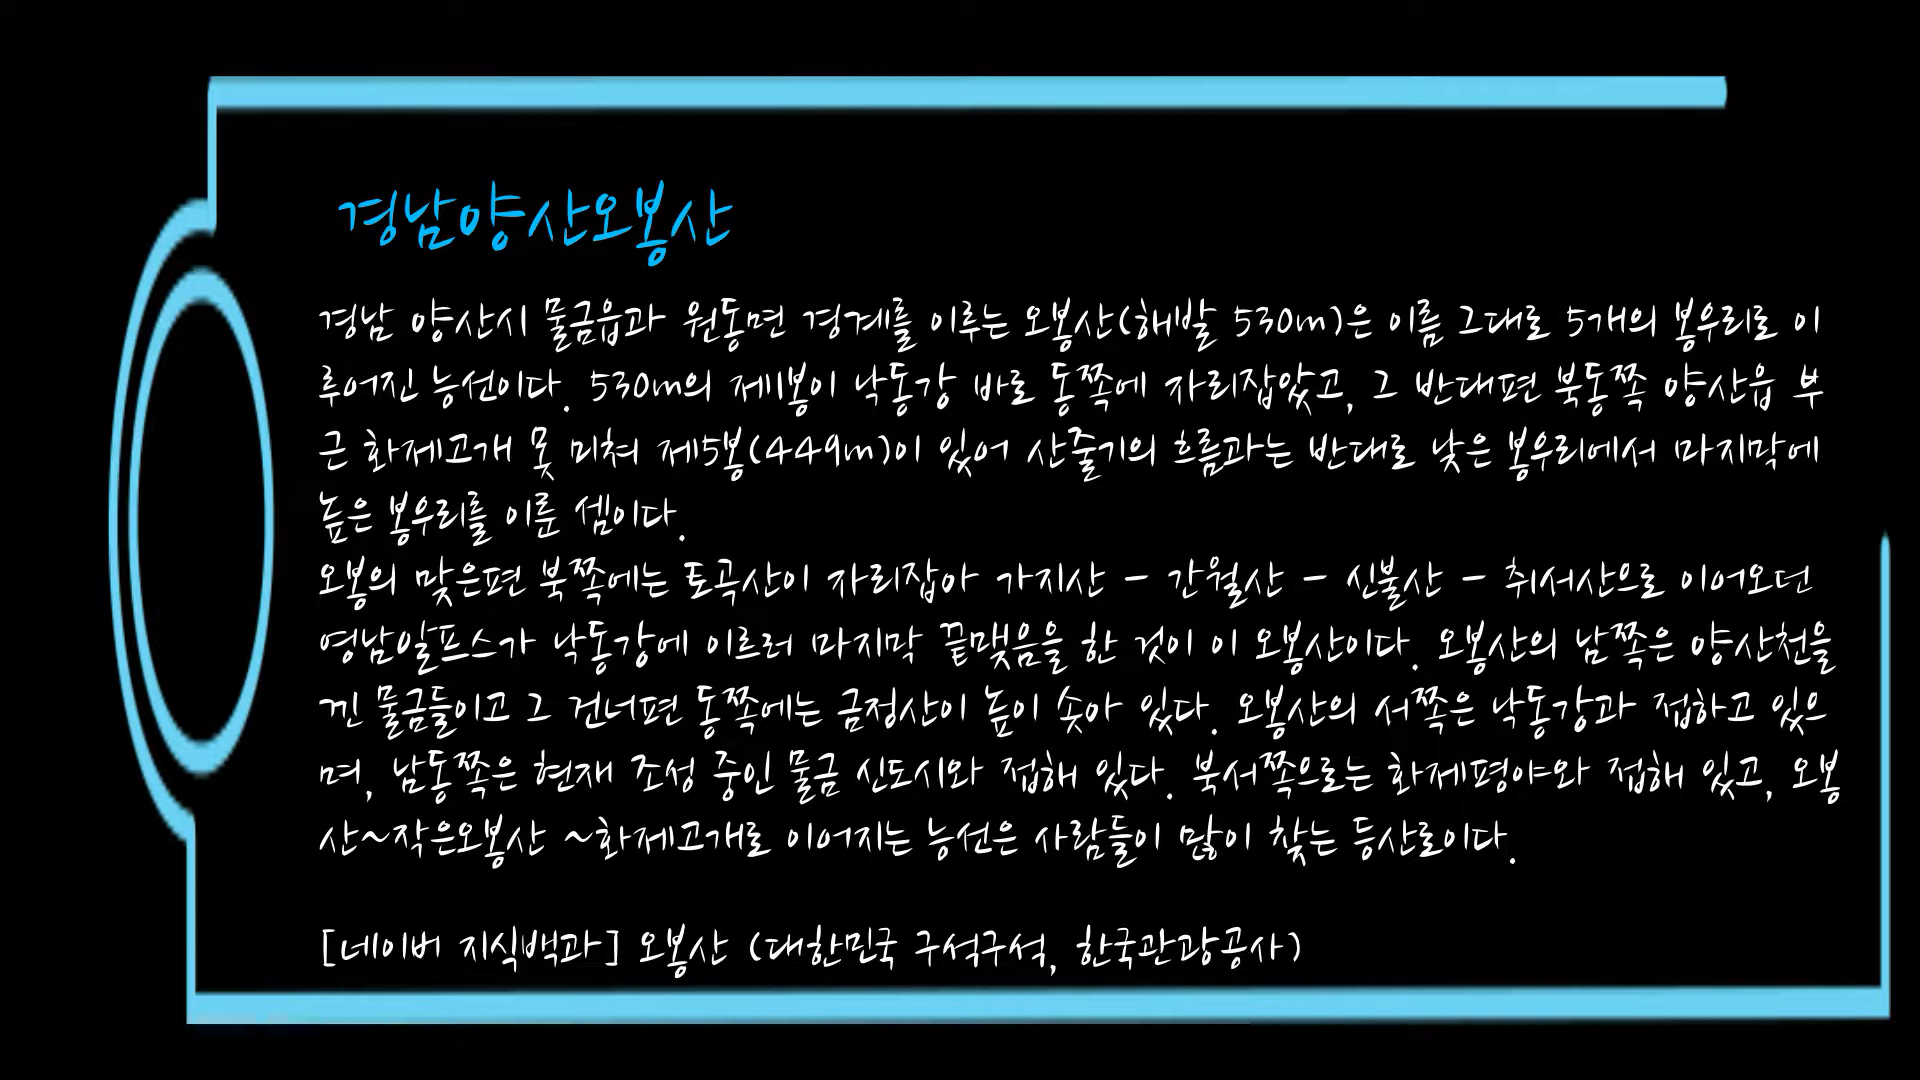 경남양산오봉산
경남 양산시 물금읍과 원동면 경계를 이루는 오봉산(해발 530m)은 이름 그대로 5개의 봉우리로 이
루어진 능선이다. 530m의 제1봉이 낙동강 바로 동쪽에 자리잡았고, 그 반대편 북동쪽 양산읍 부
근 화제고개 못 미쳐 제5봉(449m)이 있어 산줄기의 흐름과는 반대로 낮은 봉우리에서 마지막에
높은 봉우리를 이룬 셈이다.
오봉의 맞은편 북쪽에는 토곡산이 자리잡아 가지산 - 간월산 - 신불산 - 취서산으로 이어오던
영남알프스가 낙동강에 이르러 마지막 끝맺음을 한 것이 이 오봉산이다. 오봉산의 남쪽은 양산천을
낀 물금들이고 그 건너편 동쪽에는 금정산이 높이 솟아 있다. 오봉산의 서쪽은 낙동강과 접하고 있으
며, 남동쪽은 현재 조성 중인 물금 신도시와 접해 있다. 북서쪽으로는 화제평야와 접해 있고, 오봉
산~작은오봉산 ~화제고개로 이어지는 능선은 사람들이 많이 찾는 등산로이다.
[네이버 지식백과] 오봉산 (대한민국 구석구석, 한국관광공사)